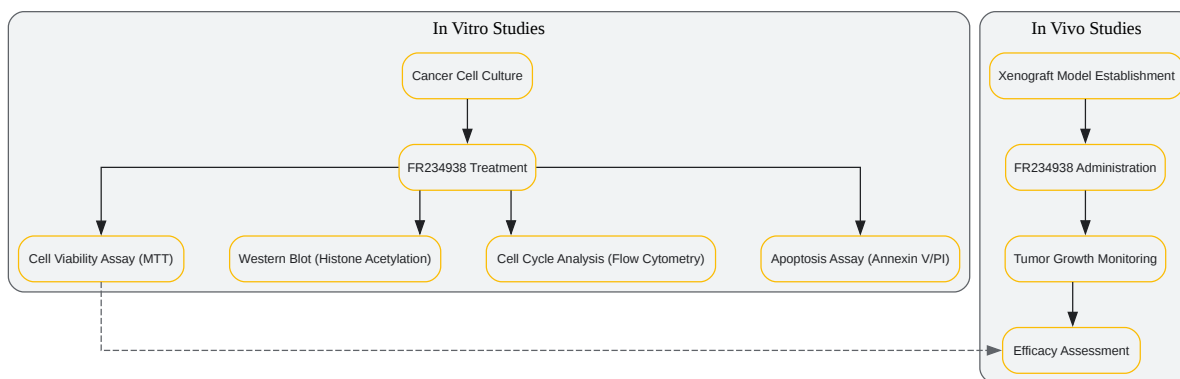 In Vitro Studies
Cancer Cell Culture
FR234938 Treatment
Cell Viability Assay (MTT)
Western Blot (Histone Acetylation)
Cell Cycle Analysis (Flow Cytometry)
Apoptosis Assay (Annexin V/PI)
In Vivo Studies
Xenograft Model Establishment
FR234938 Administration
Tumor Growth Monitoring
Efficacy Assessment